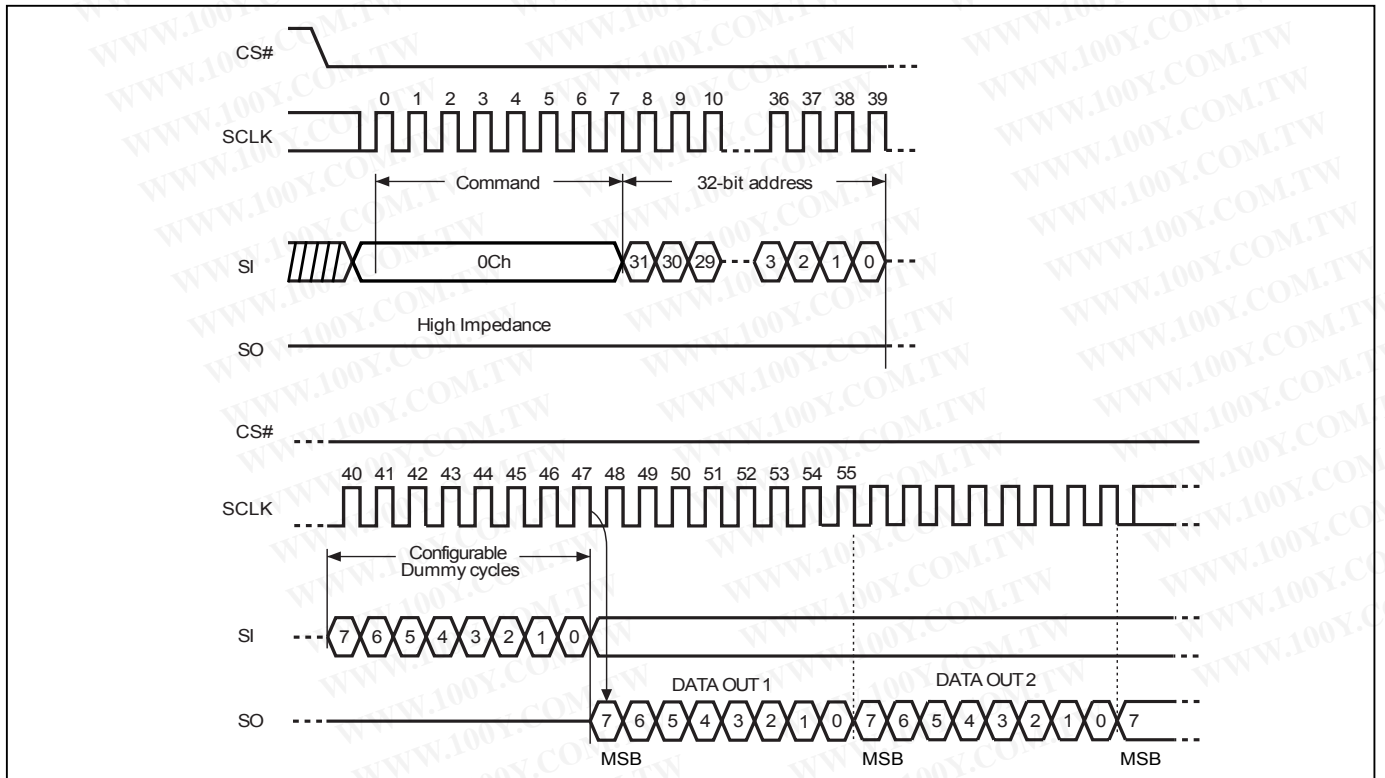 CS#
0 1 2 3 4 5 6 7 8 9 10 36 37 38 39
SCLK
Command 32-bit address
SI 0Ch 31 30 29 3 2 1 0
High Impedance
SO
CS#
40 41 42 43 44 45 46 47 48 49 50 51 52 53 54 55
SCLK
Configurable
Dummy cycles
SI 7 6 5 4 3 2 1 0
DATA OUT 1 DATA OUT 2
SO 7 6 5 4 3 2 1 0 7 6 5 4 3 2 1 0 7
MSB MSB MSB
WWW.100Y.COM.TW